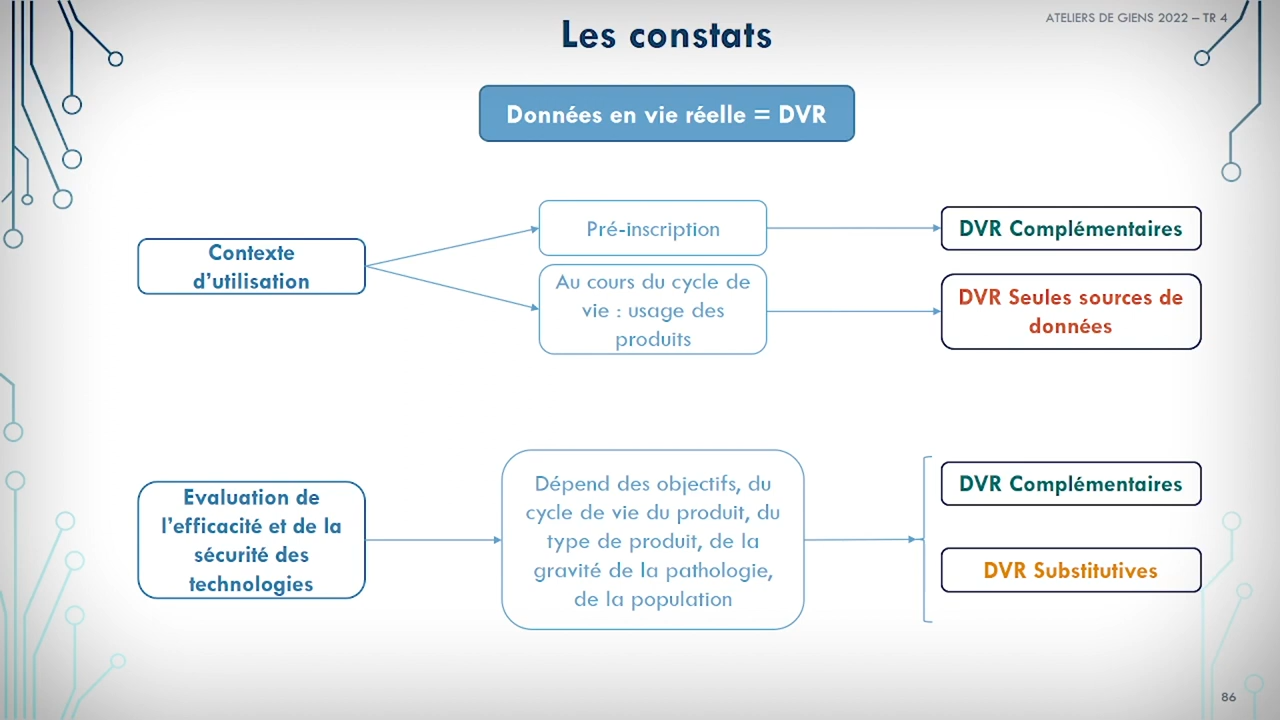 ATELIERS DE GIENS 2022 – TR 4
Les constats
Données en vie réelle = DVR
Contexte
d’utilisation
Pré-inscription
DVR Complémentaires
Au cours du cycle de
vie : usage des
produits
DVR Seules sources de
données
Evaluation de
l’efficacité et de la
sécurité des
technologies
Dépend des objectifs, du
cycle de vie du produit, du
type de produit, de la
gravité de la pathologie,
de la population
DVR Complémentaires
DVR Substitutives
86